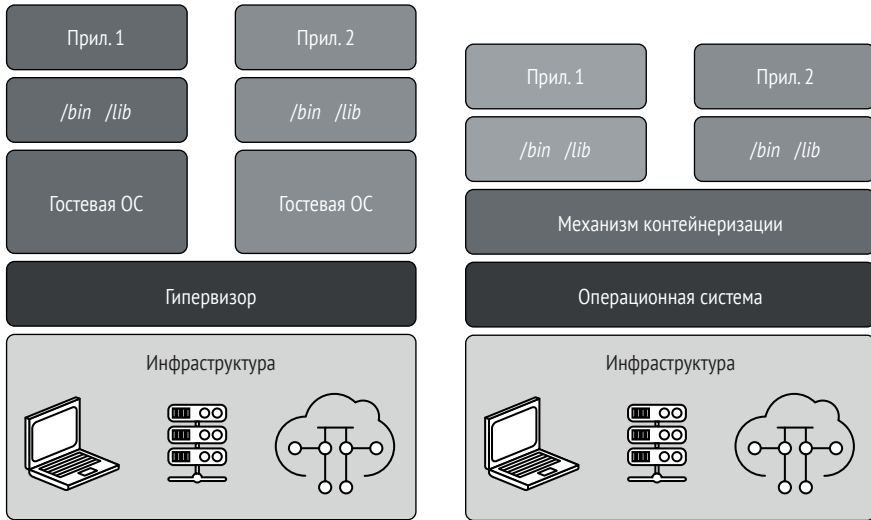 Прил. 1
/bin /lib
Гостевая ОС
Прил. 2
/bin /lib
Гостевая ОС
Гипервизор
Инфраструктура
Прил. 1
/bin /lib
Прил. 2
/bin /lib
Механизм контейнеризации
Операционная система
Инфраструктура